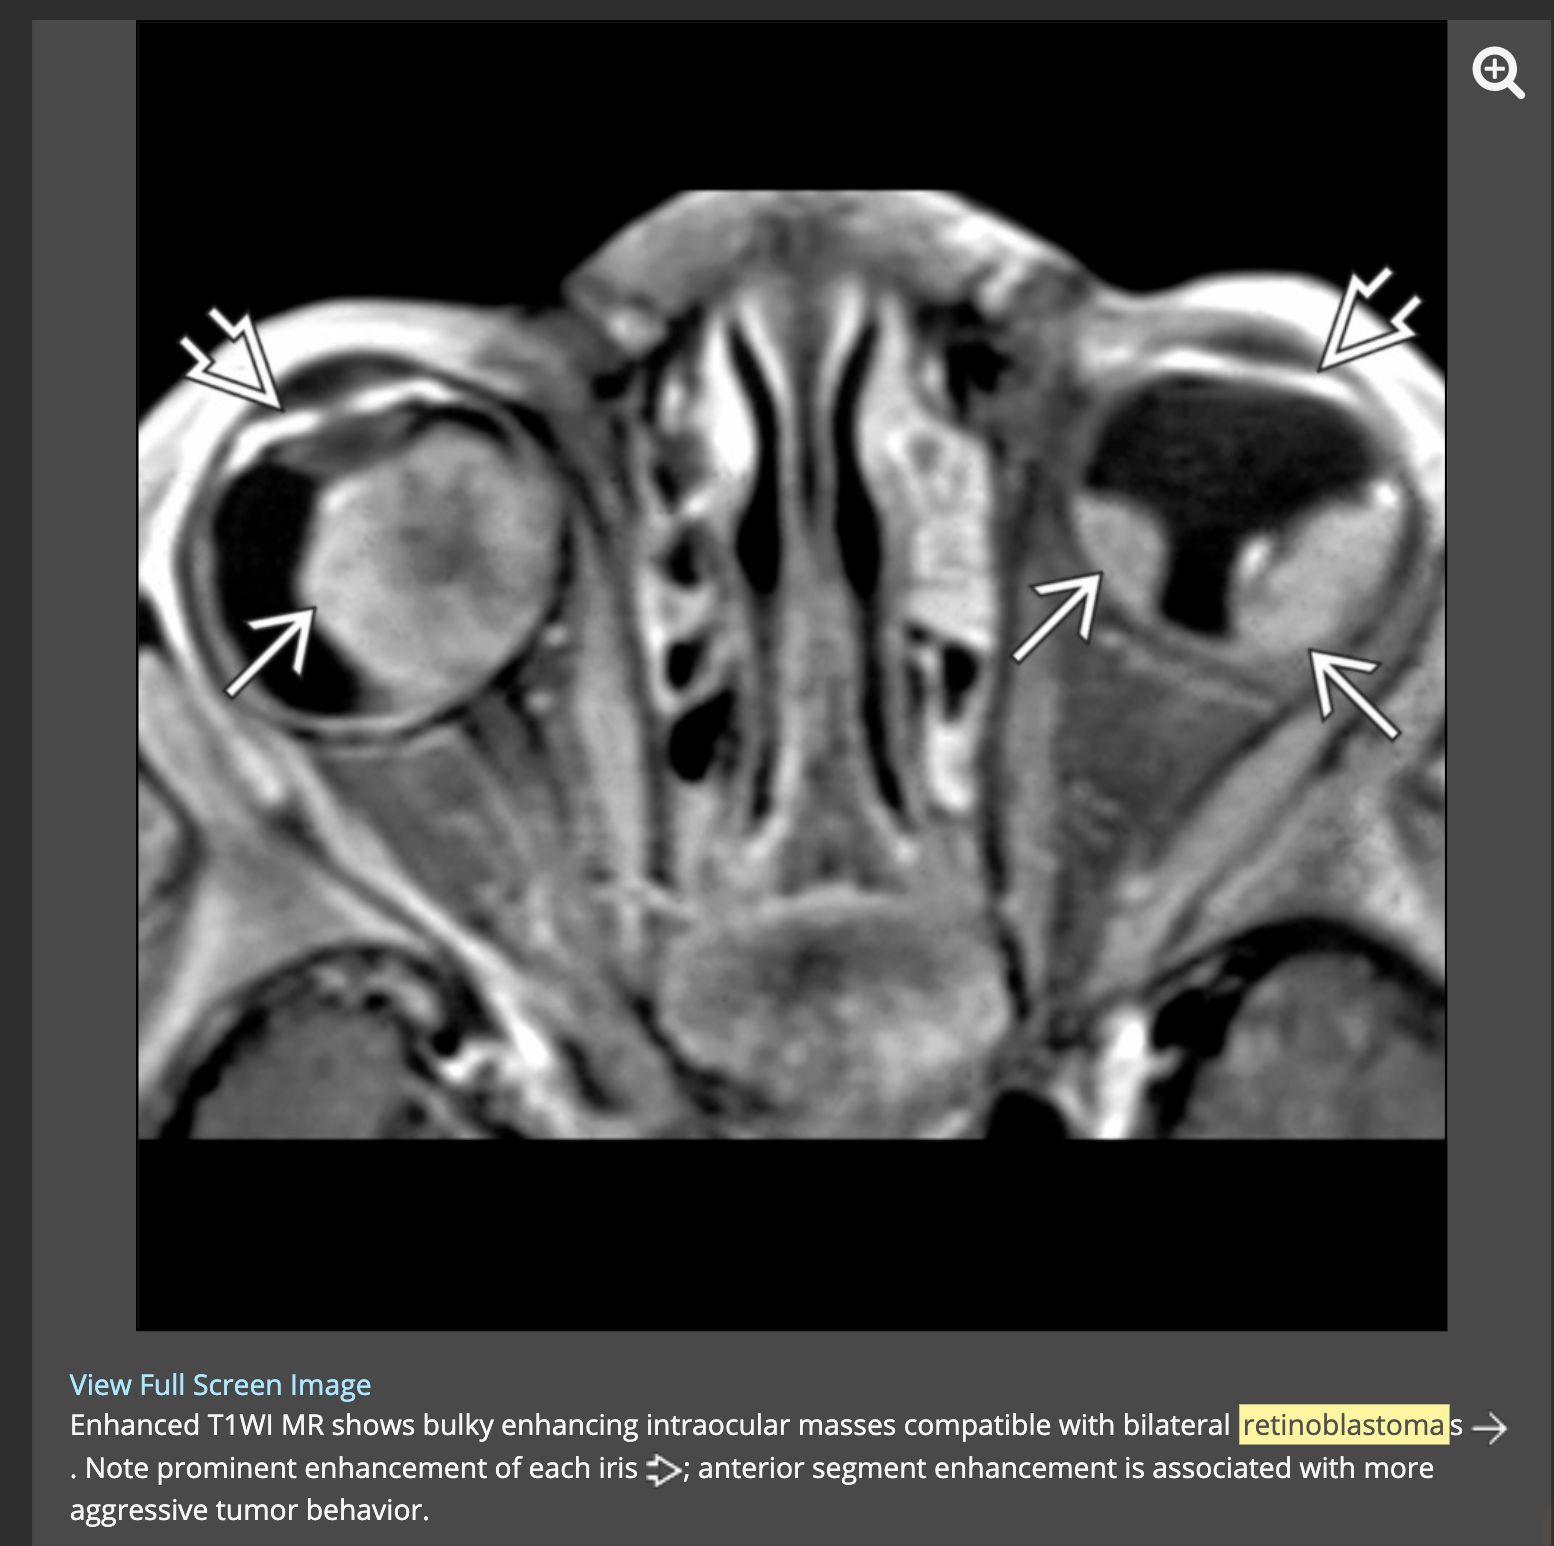 View Full Screen Image
Enhanced T1WI MR shows bulky enhancing intraocular masses compatible with bilateral retinoblastomas
. Note prominent enhancement of each iris ; anterior segment enhancement is associated with more
aggressive tumor behavior.